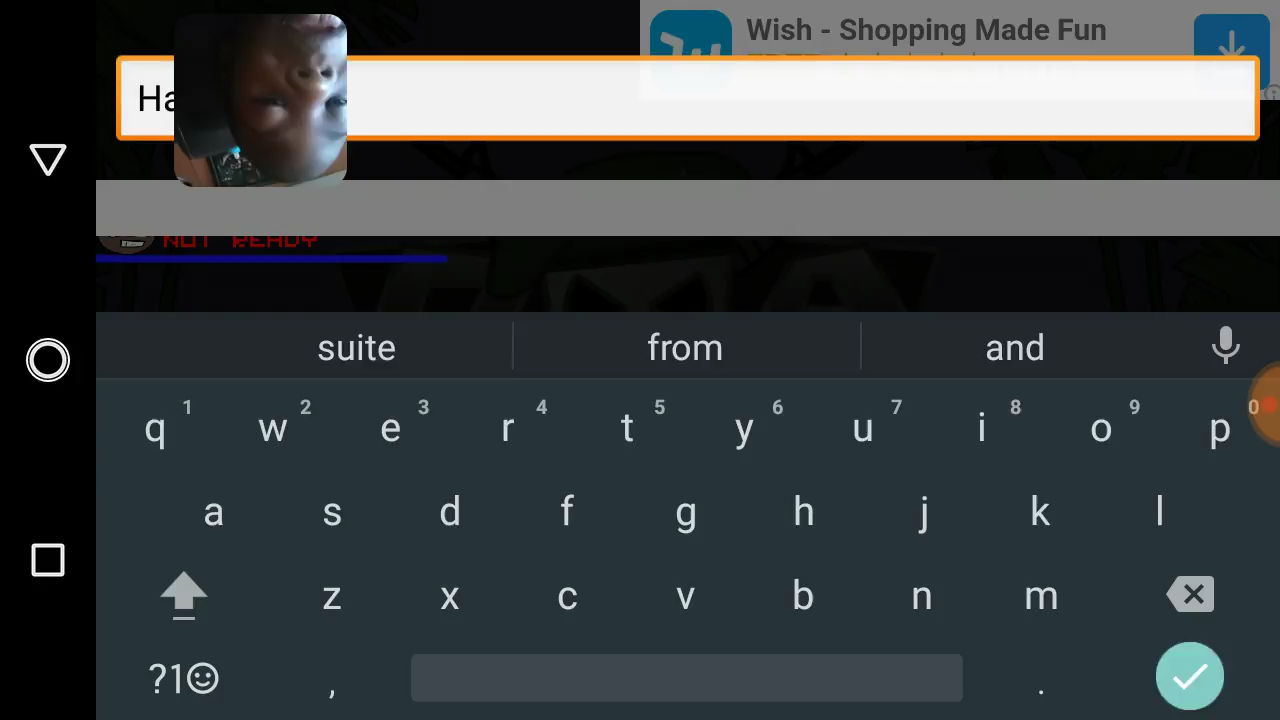 Wish - Shopping Made Fun
Ha
NOT READY
suite from and
1 2 3 4 5 6 7 8 9 0
q w e r t y u i o p
a s d f g h j k l
z x c v b n m
?1☺ , .